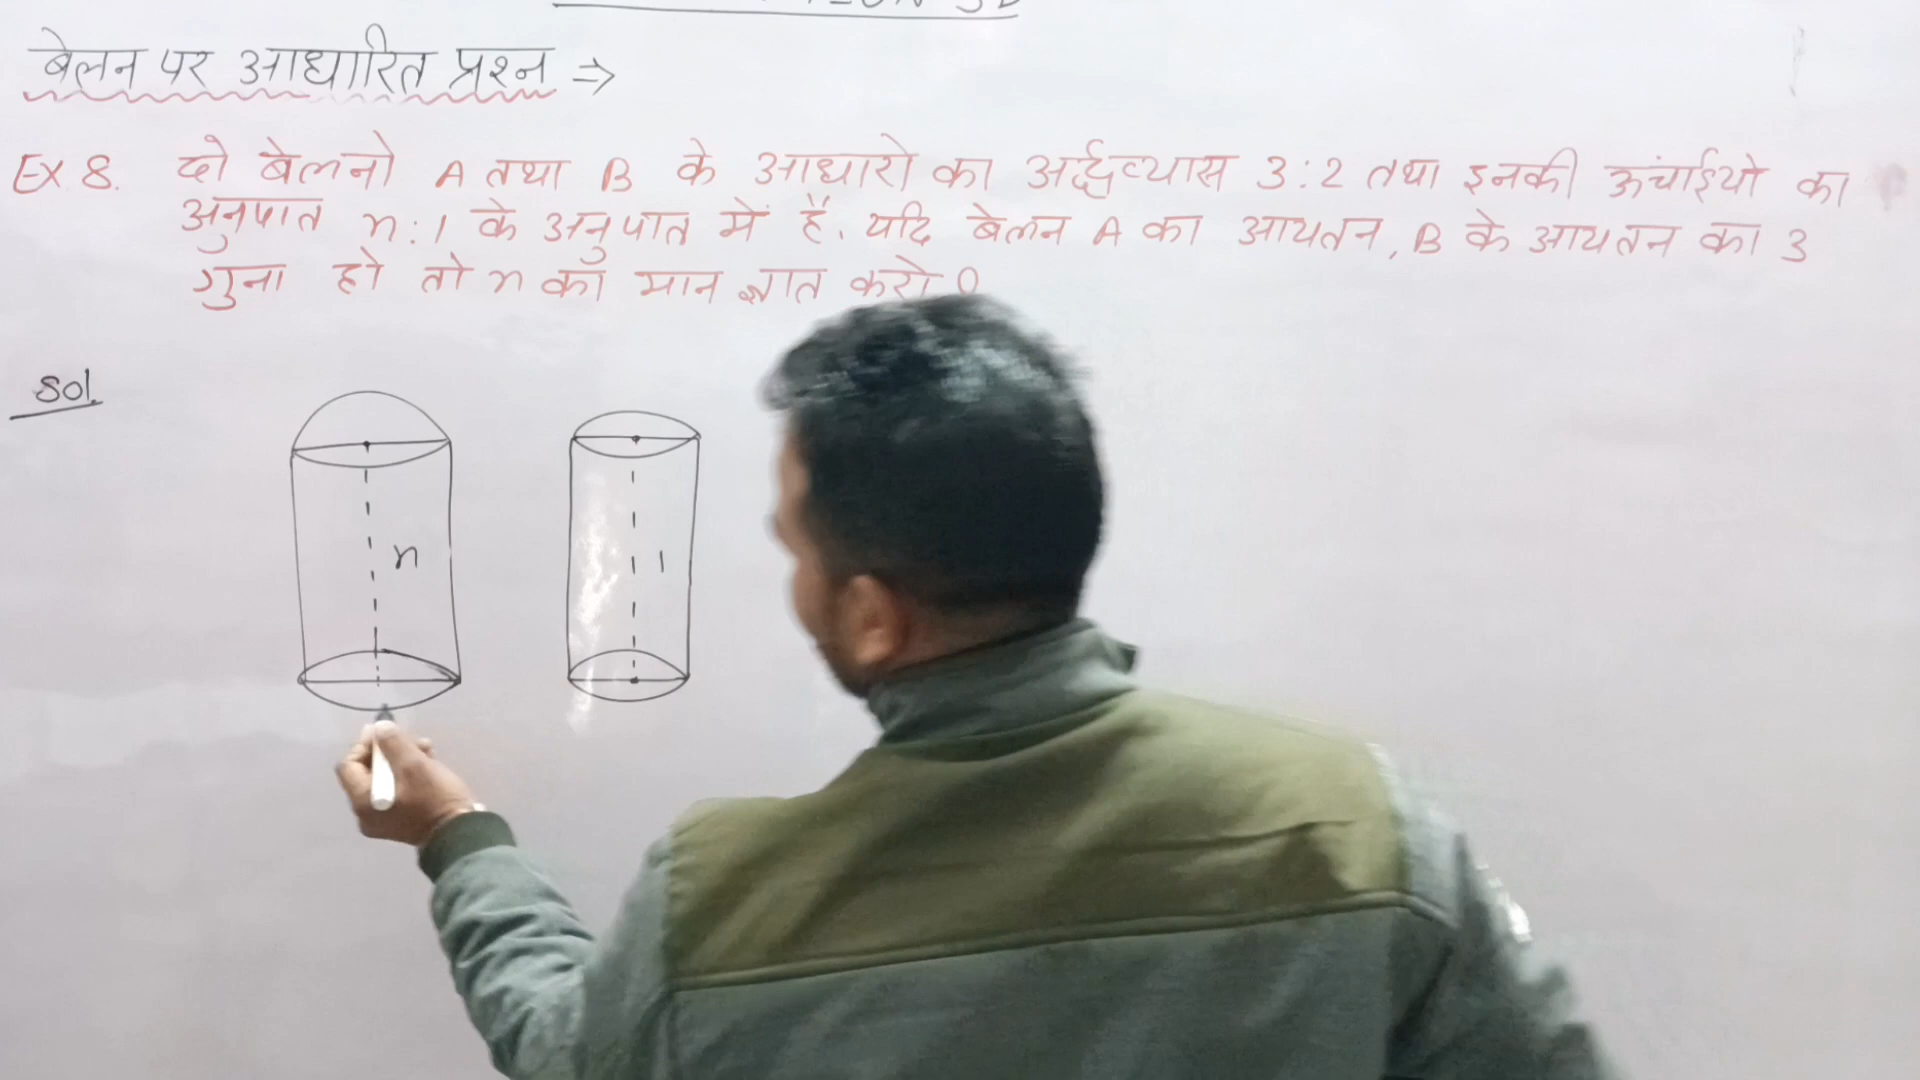 बेलन पर आधारित प्रश्न ⇒
Ex 8. दो बेलनो A तथा B के आधारो का अर्द्धव्यास 3:2 तथा इनकी ऊंचाईयो का
अनुपात n:1 के अनुपात में है. यदि बेलन A का आयतन, B के आयतन का 3
गुना हो तो n का मान ज्ञात करो ?
Sol.
n
1